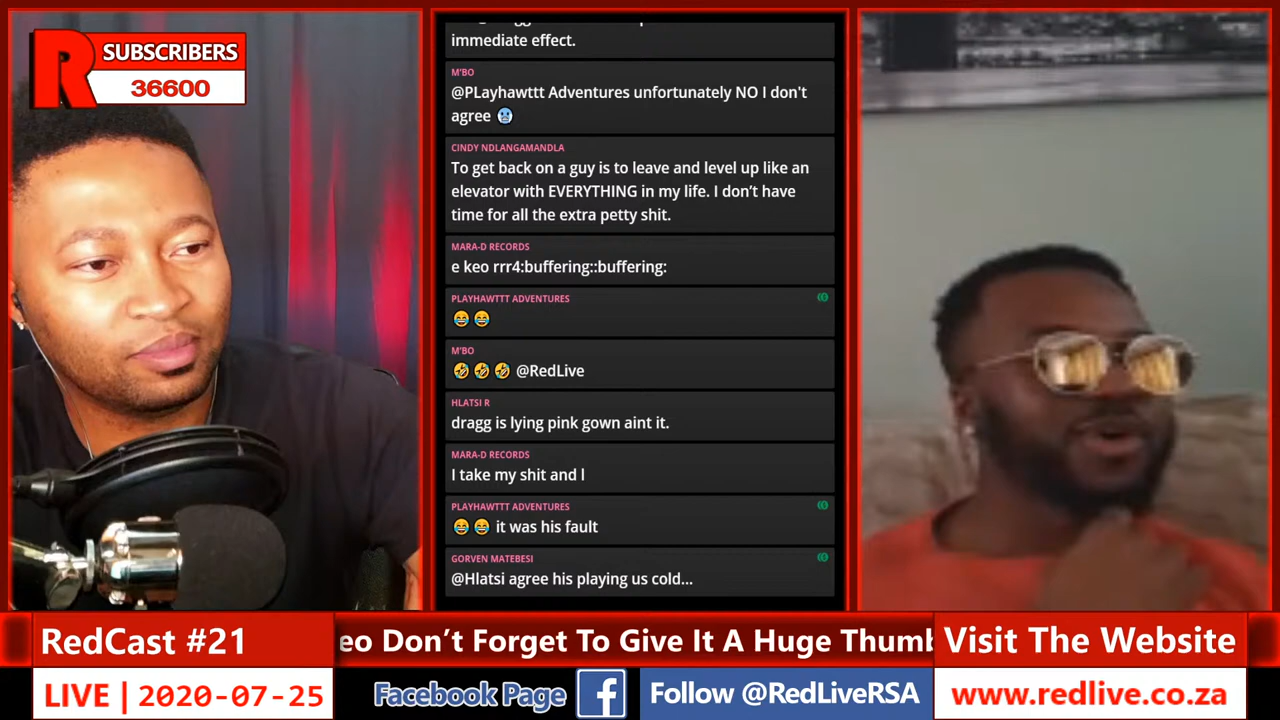 R
SUBSCRIBERS
36600
immediate effect.
M'BO
@PLayhawttt Adventures unfortunately NO I don't
agree 🥶
CINDY NDLANGAMANDLA
To get back on a guy is to leave and level up like an
elevator with EVERYTHING in my life. I don't have
time for all the extra petty shit.
MARA-D RECORDS
e keo rrr4:buffering::buffering:
PLAYHAWTTT ADVENTURES
😂 😂
M'BO
🤣 🤣 🤣 @RedLive
HLATSI R
dragg is lying pink gown aint it.
MARA-D RECORDS
I take my shit and l
PLAYHAWTTT ADVENTURES
😂 😂 it was his fault
GORVEN MATEBESI
@Hlatsi agree his playing us cold...
RedCast #21
eo Don't Forget To Give It A Huge Thumb
Visit The Website
LIVE | 2020-07-25
Facebook Page f
Follow @RedLiveRSA
www.redlive.co.za